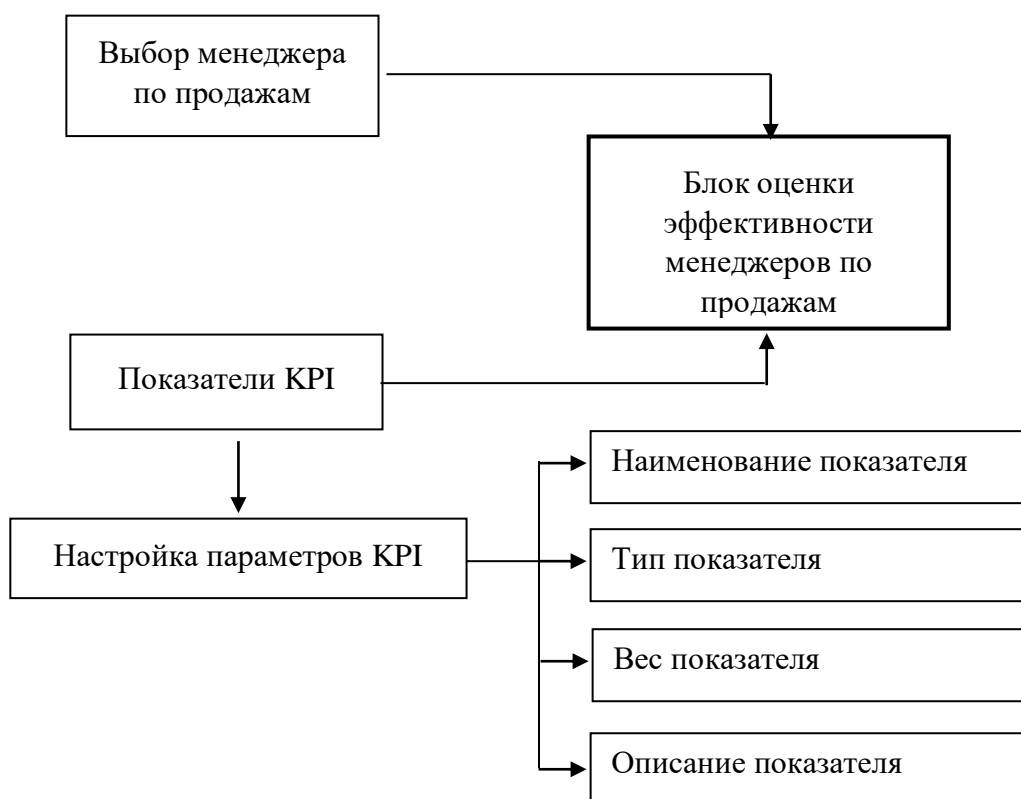 Выбор менеджера
по продажам
Блок оценки
эффективности
менеджеров по
продажам
Показатели KPI
Наименование показателя
Настройка параметров KPI
Тип показателя
Вес показателя
Описание показателя